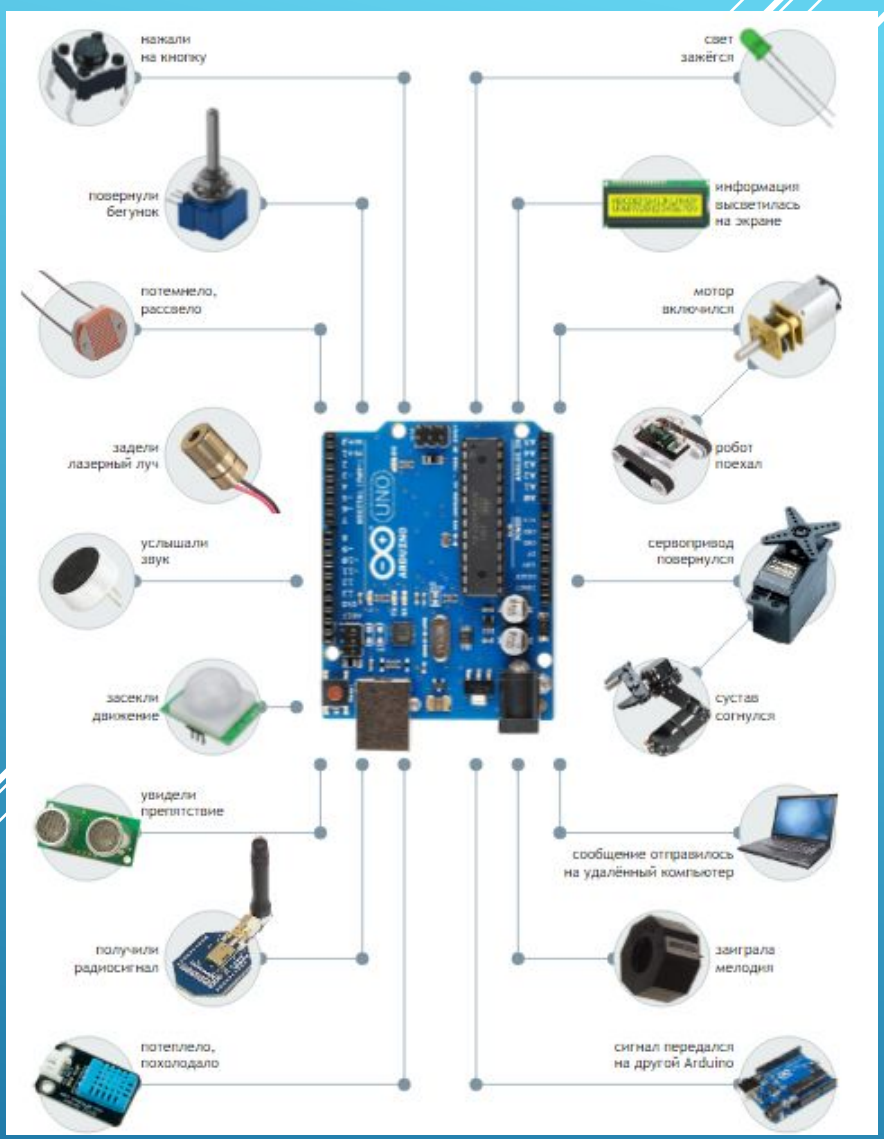 нажали
на кнопку
свет
зажёгся
повернули
бегунок
информация
высветилась
на экране
потемнело,
рассвело
мотор
включился
задели
лазерный луч
робот
поехал
UNO
ARDUINO
услышали
звук
сервопривод
повернулся
засекли
движение
сустав
согнулся
увидели
препятствие
сообщение отправилось
на удалённый компьютер
получили
радиосигнал
заиграла
мелодия
потеплело,
похолодало
сигнал передался
на другой Arduino